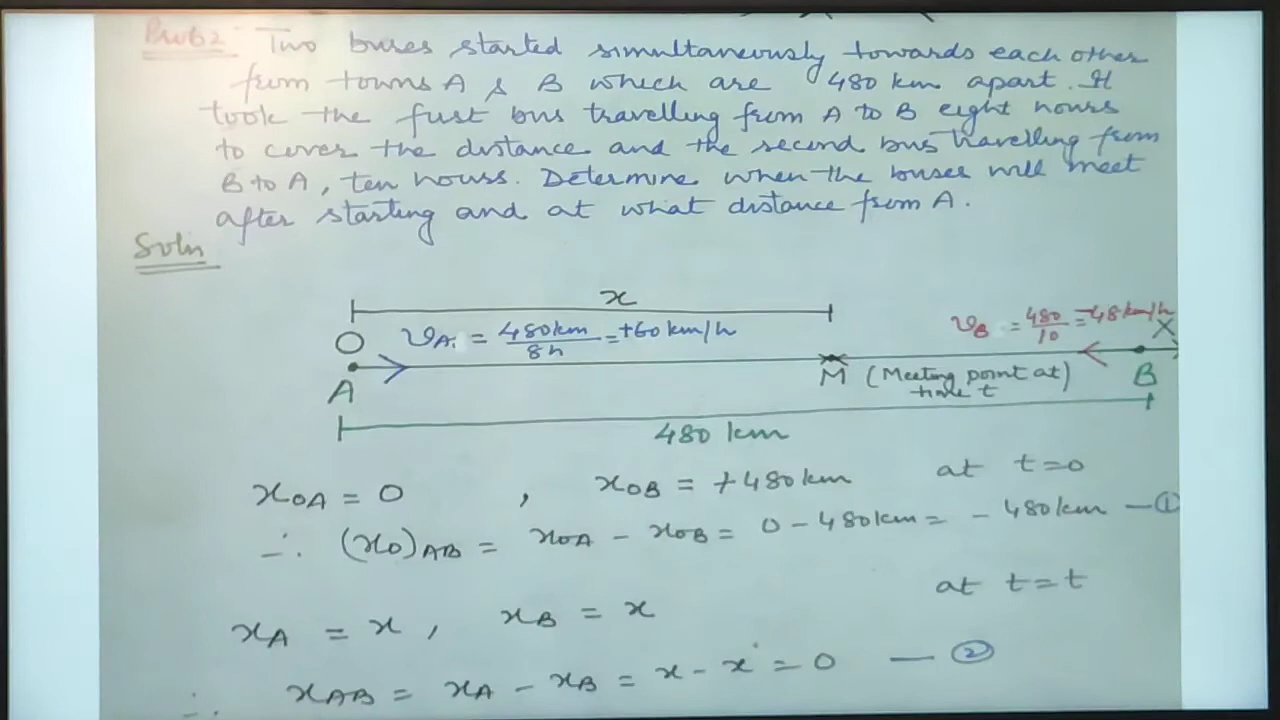 Prob2 Two buses started simultaneously towards each other
from towns A & B which are 480 km apart. It
took the first bus travelling from A to B eight hours
to cover the distance and the second bus travelling from
B to A, ten hours. Determine when the buses will meet
after starting and at what distance from A.
Soln
x
O vA = 480km/8h = +60 km/h vB = 480/10 = -48 km/h X
A M (Meeting point at time t) B
480 km
xOA = 0 , xOB = +480 km at t=0
∴ (x0)AB = xOA - xOB = 0 - 480km = - 480 km — ①
at t = t
xA = x , xB = x
∴ xAB = xA - xB = x - x = 0 — ②